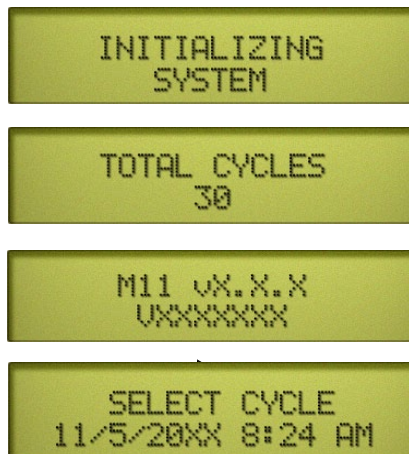 INITIALIZING
SYSTEM
TOTAL CYCLES
30
M11 vX.X.X
VXXXXXXX
SELECT CYCLE
11/5/20XX 8:24 AM